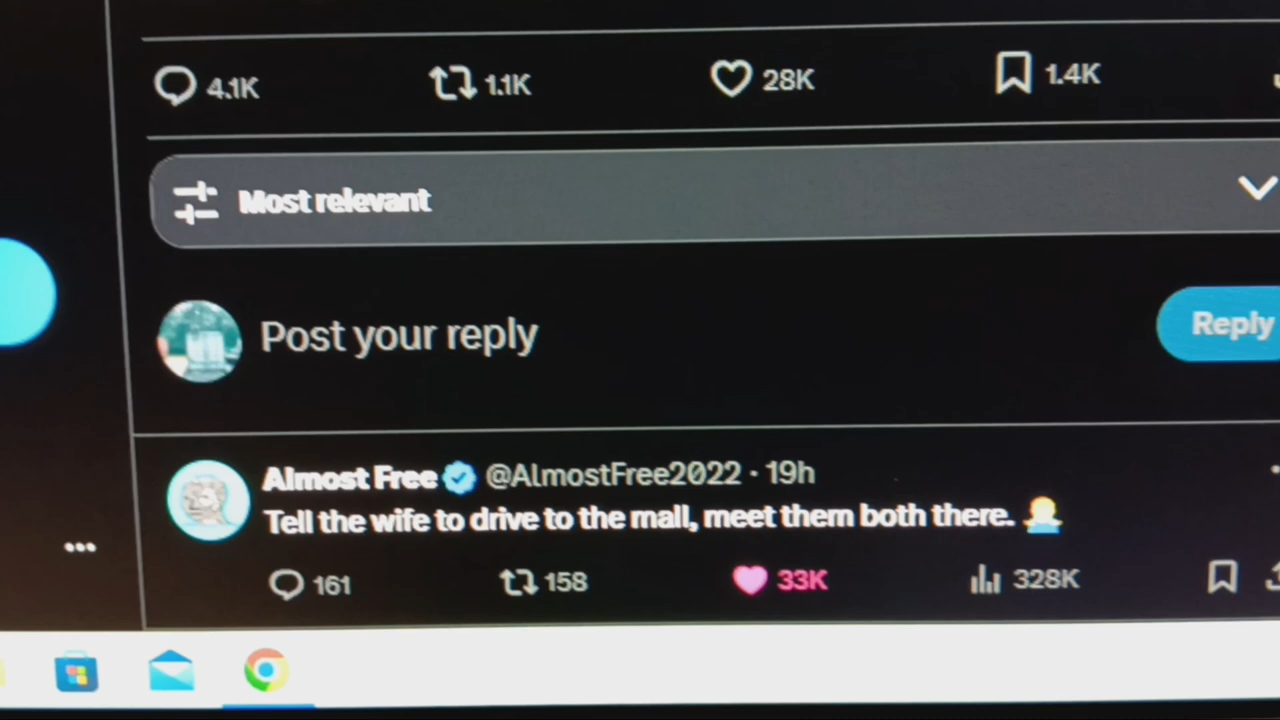 4.1K 1.1K 28K 1.4K
Most relevant
Post your reply
Reply
Almost Free @AlmostFree2022 · 19h
Tell the wife to drive to the mall, meet them both there.
161 158 33K 328K